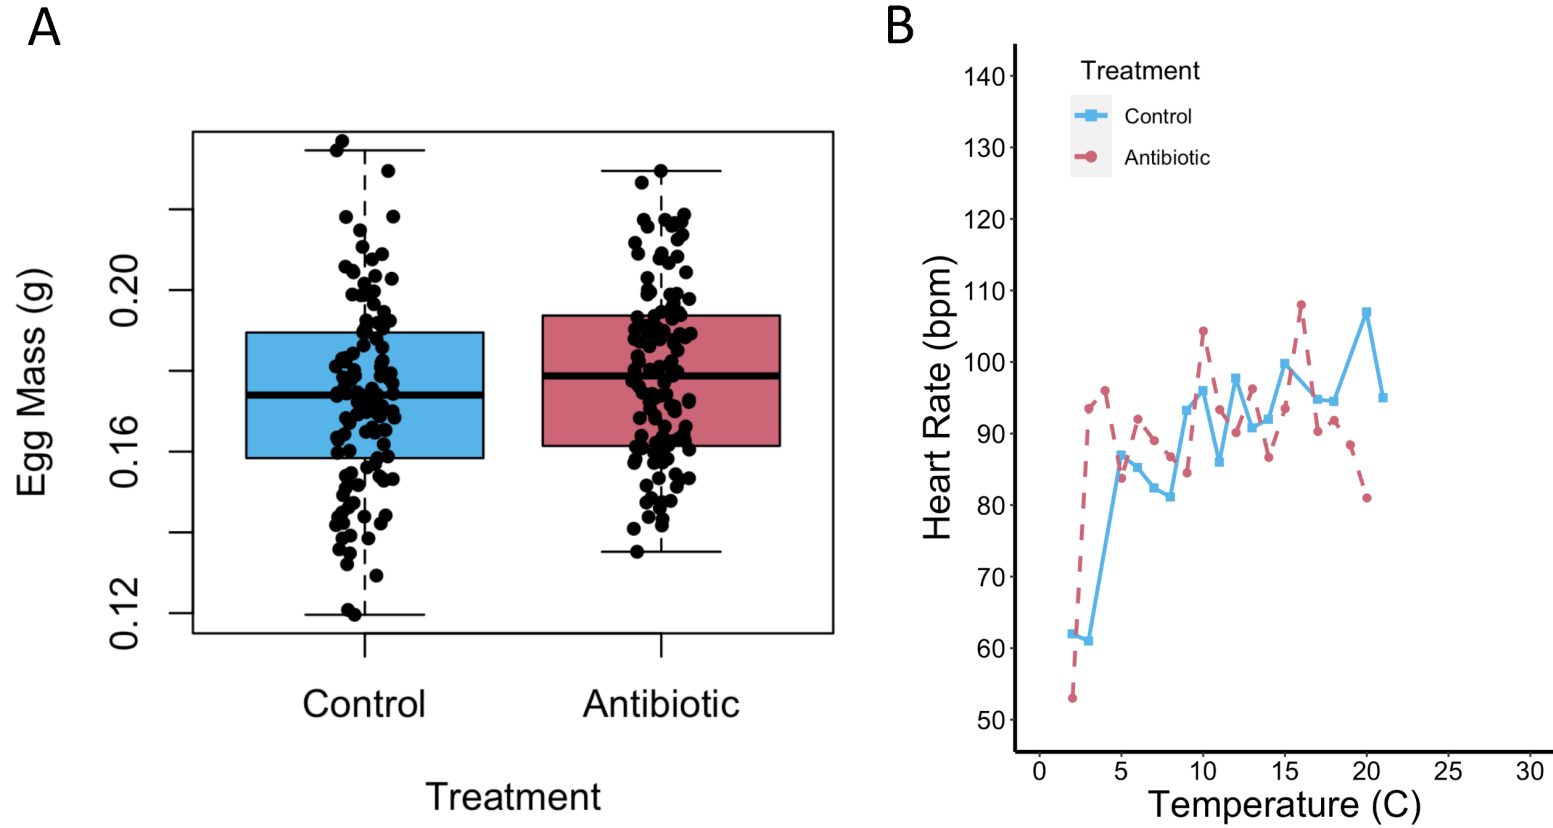 A
Egg Mass (g)
0.20
0.16
0.12
Control
Antibiotic
Treatment
B
Treatment
Control
Antibiotic
Heart Rate (bpm)
140
130
120
110
100
90
80
70
60
50
0 5 10 15 20 25 30
Temperature (C)